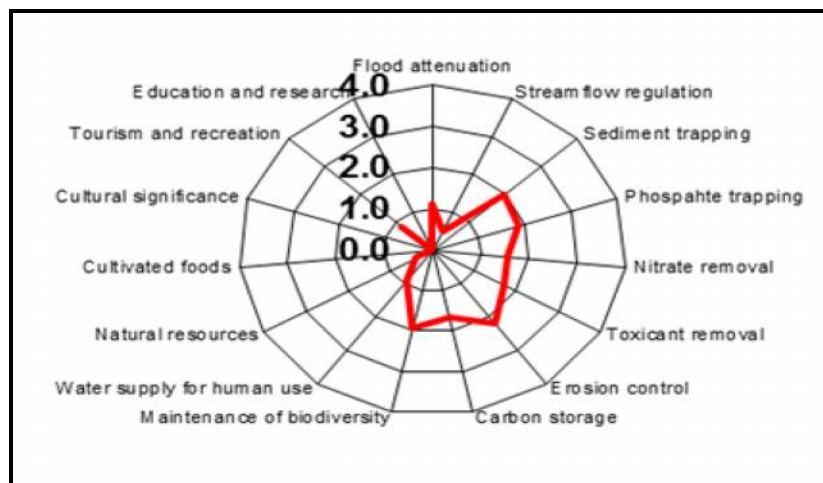 Flood attenuation
Education and research
4.0
Streamflow regulation
Tourism and recreation
3.0
Sediment trapping
2.0
Cultural significance
1.0
Phospahte trapping
0.0
Cultivated foods
Nitrate removal
Natural resources
Toxicant removal
Water supply for human use
Erosion control
Maintenance of biodiversity
Carbon storage